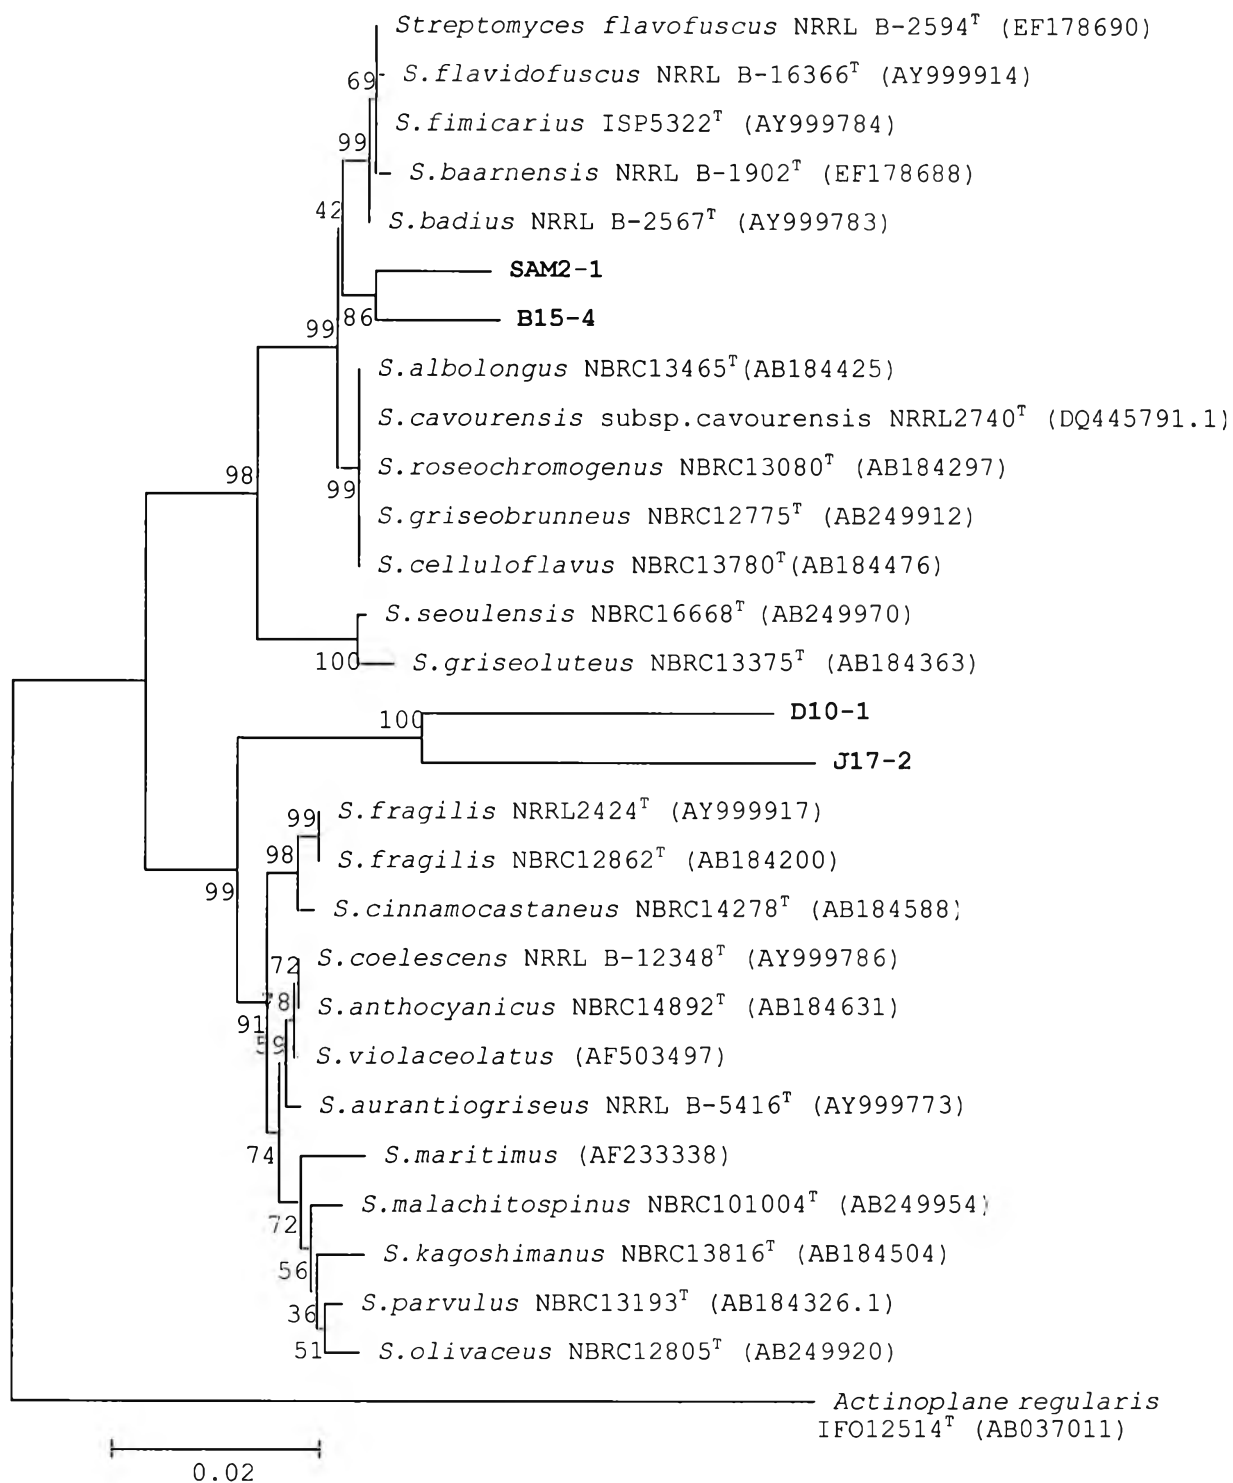 Streptomyces flavofuscus NRRL B-2594ᵀ (EF178690)
S.flavidofuscus NRRL B-16366ᵀ (AY999914)
69
S.fimicarius ISP5322ᵀ (AY999784)
99
S.baarnensis NRRL B-1902ᵀ (EF178688)
42
S.badius NRRL B-2567ᵀ (AY999783)
SAM2-1
86
B15-4
99
S.albolongus NBRC13465ᵀ(AB184425)
S.cavourensis subsp.cavourensis NRRL2740ᵀ (DQ445791.1)
98
S.roseochromogenus NBRC13080ᵀ (AB184297)
99
S.griseobrunneus NBRC12775ᵀ (AB249912)
S.celluloflavus NBRC13780ᵀ(AB184476)
S.seoulensis NBRC16668ᵀ (AB249970)
100
S.griseoluteus NBRC13375ᵀ (AB184363)
100
D10-1
J17-2
99
S.fragilis NRRL2424ᵀ (AY999917)
98
S.fragilis NBRC12862ᵀ (AB184200)
99
S.cinnamocastaneus NBRC14278ᵀ (AB184588)
72
S.coelescens NRRL B-12348ᵀ (AY999786)
78
S.anthocyanicus NBRC14892ᵀ (AB184631)
91
59
S.violaceolatus (AF503497)
S.aurantiogriseus NRRL B-5416ᵀ (AY999773)
74
S.maritimus (AF233338)
72
S.malachitospinus NBRC101004ᵀ (AB249954)
56
S.kagoshimanus NBRC13816ᵀ (AB184504)
36
S.parvulus NBRC13193ᵀ (AB184326.1)
51
S.olivaceus NBRC12805ᵀ (AB249920)
Actinoplane regularis
IFO12514ᵀ (AB037011)
0.02